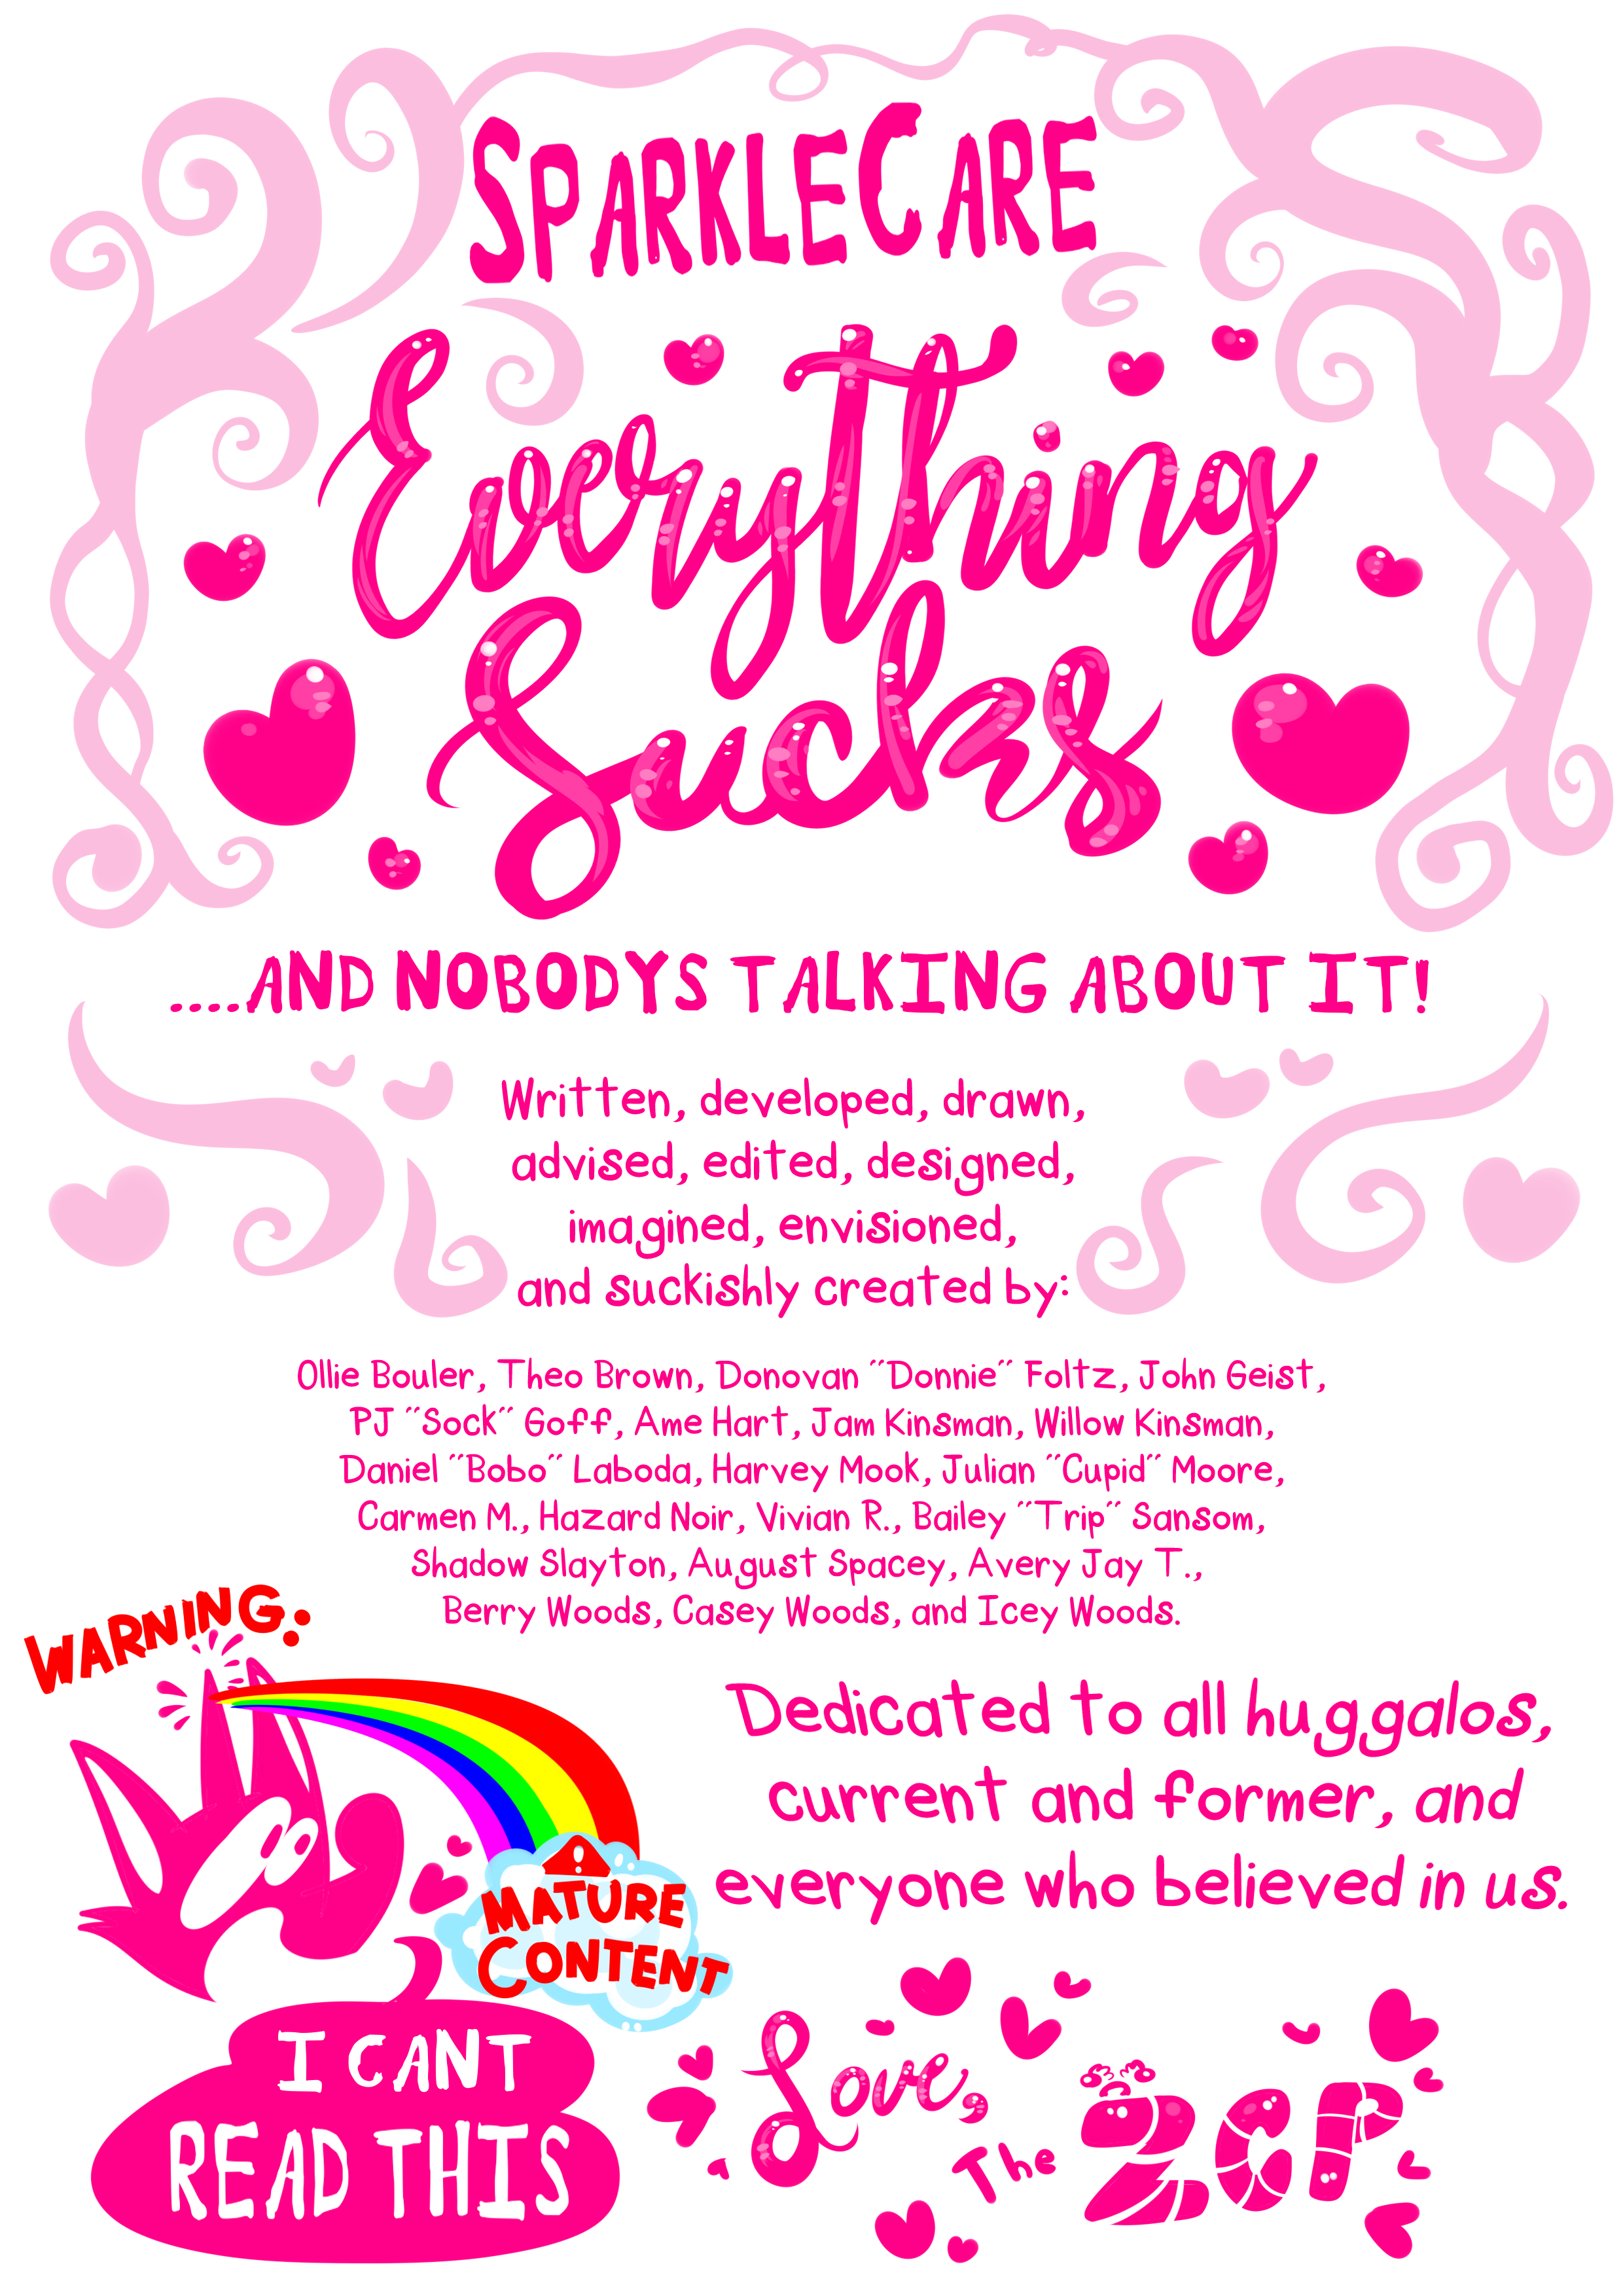 SPARKLECARE
Everything
Sucks
.....AND NOBODYS TALKING ABOUT IT!
Written, developed, drawn,
advised, edited, designed,
imagined, envisioned,
and suckishly created by:
Ollie Bouler, Theo Brown, Donovan "Donnie" Foltz, John Geist,
PJ "Sock" Goff, Ame Hart, Jam Kinsman, Willow Kinsman,
Daniel "Bobo" Laboda, Harvey Mook, Julian "Cupid" Moore,
Carmen M., Hazard Noir, Vivian R., Bailey "Trip" Sansom,
Shadow Slayton, August Spacey, Avery Jay T.,
Berry Woods, Casey Woods, and Icey Woods.
WARNING:
MATURE
CONTENT
I CANT
READ THIS
Dedicated to all huggalos,
current and former, and
everyone who believed in us.
Love,
The ZCP